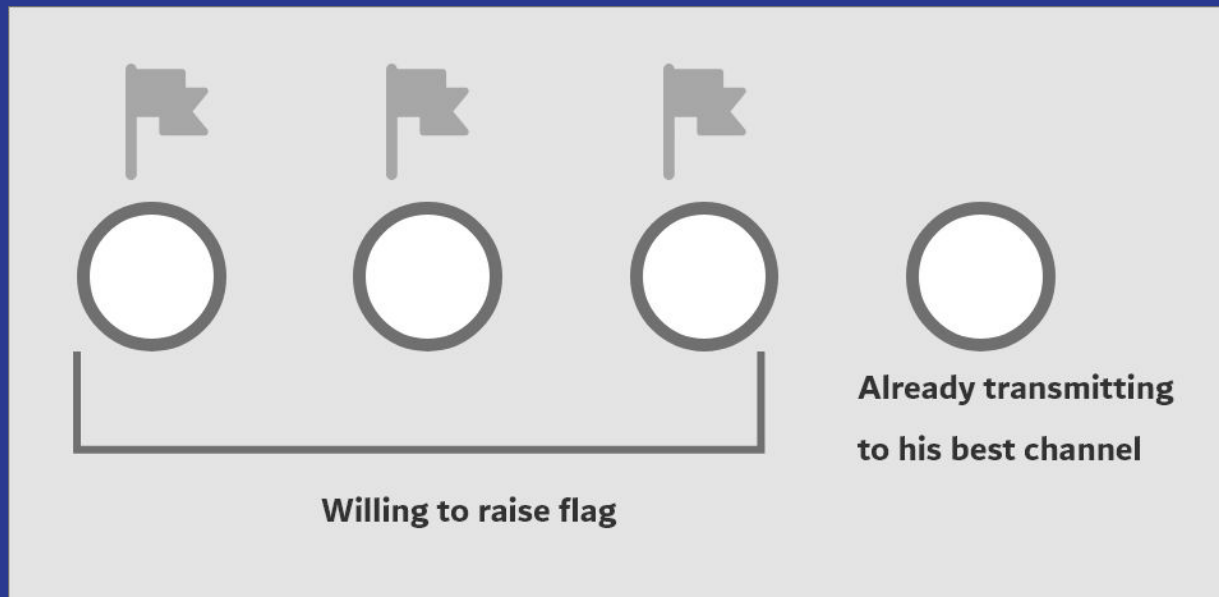 Already transmitting
to his best channel
Willing to raise flag